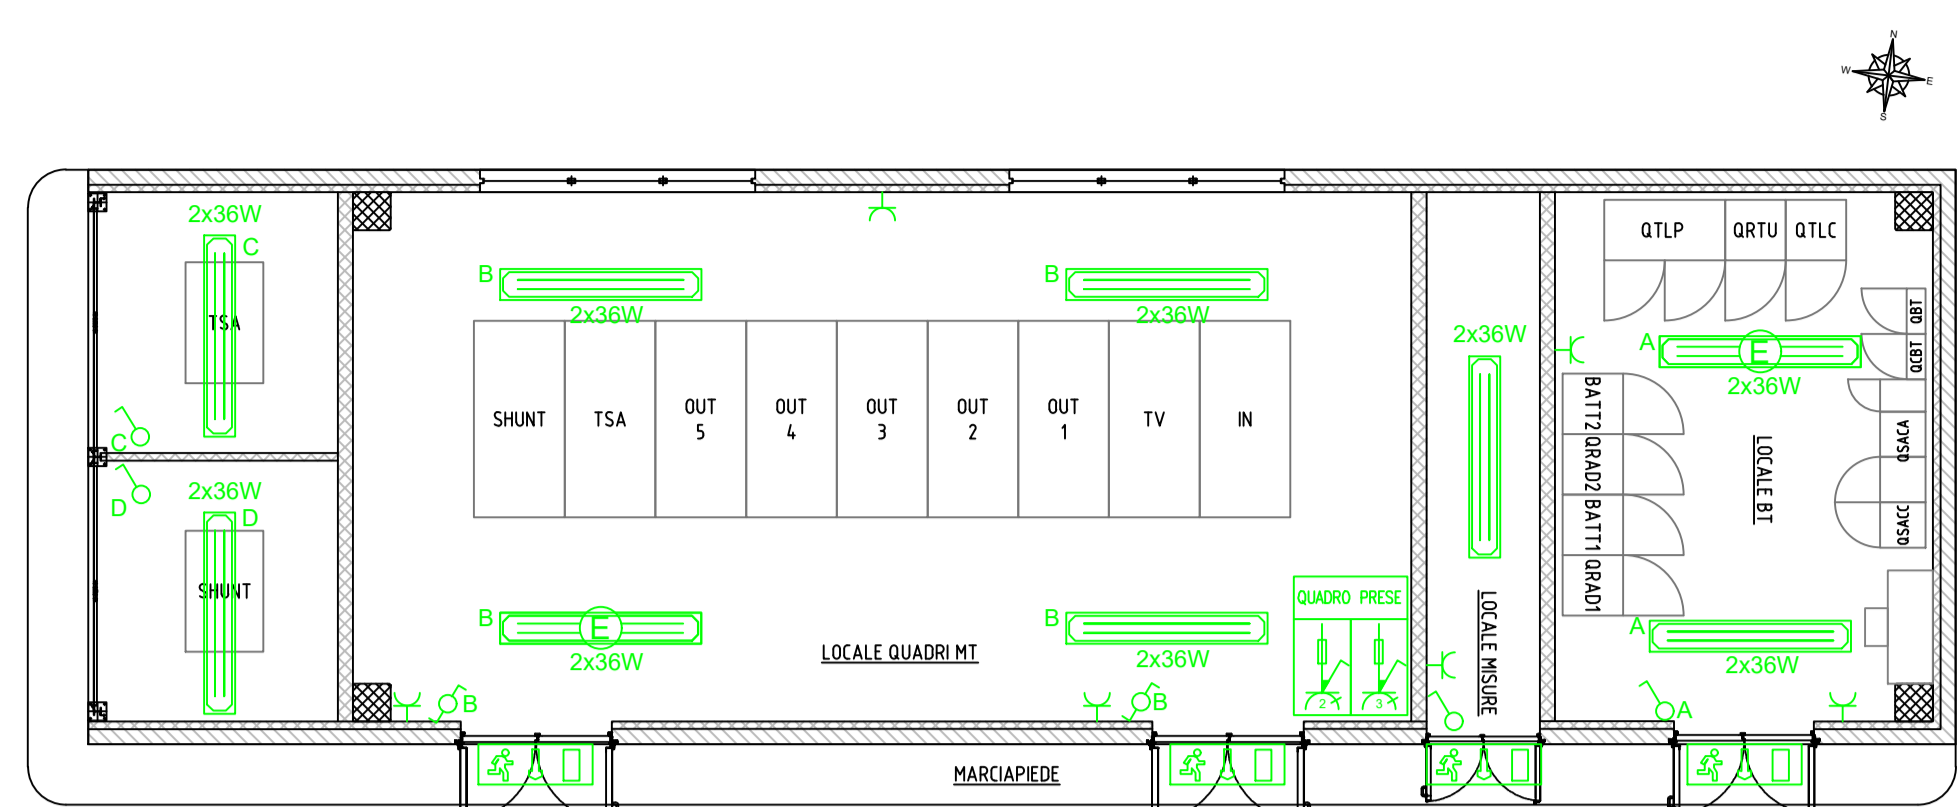 N
W
E
S
2x36W
C
TSA
C
D
2x36W
D
SHUNT
B
2x36W
B
2x36W
SHUNT
TSA
OUT
5
OUT
4
OUT
3
OUT
2
OUT
1
TV
IN
B
E
2x36W
B
2x36W
LOCALE QUADRI MT
B
B
QUADRO PRESE
2
3
2x36W
LOCALE MISURE
QTLP
QRTU
QTLC
QBT
QCBT
A
E
2x36W
BATT2
QRAD2
BATT1
QRAD1
LOCALE BT
QSACA
QSACC
A
2x36W
A
MARCIAPIEDE